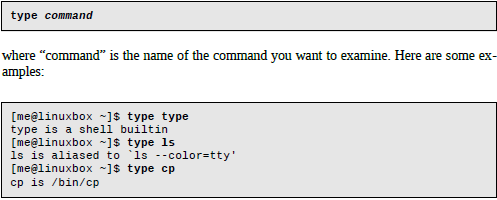 type command
where “command” is the name of the command you want to examine. Here are some ex-
amples:
[me@linuxbox ~]$ type type
type is a shell builtin
[me@linuxbox ~]$ type ls
ls is aliased to `ls --color=tty'
[me@linuxbox ~]$ type cp
cp is /bin/cp